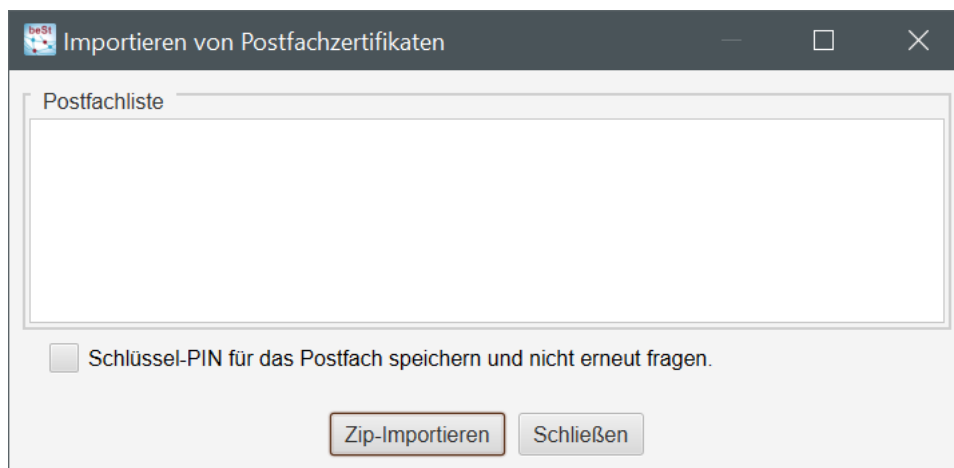 beSt
Importieren von Postfachzertifikaten
Postfachliste
Schlüssel-PIN für das Postfach speichern und nicht erneut fragen.
Zip-Importieren
Schließen